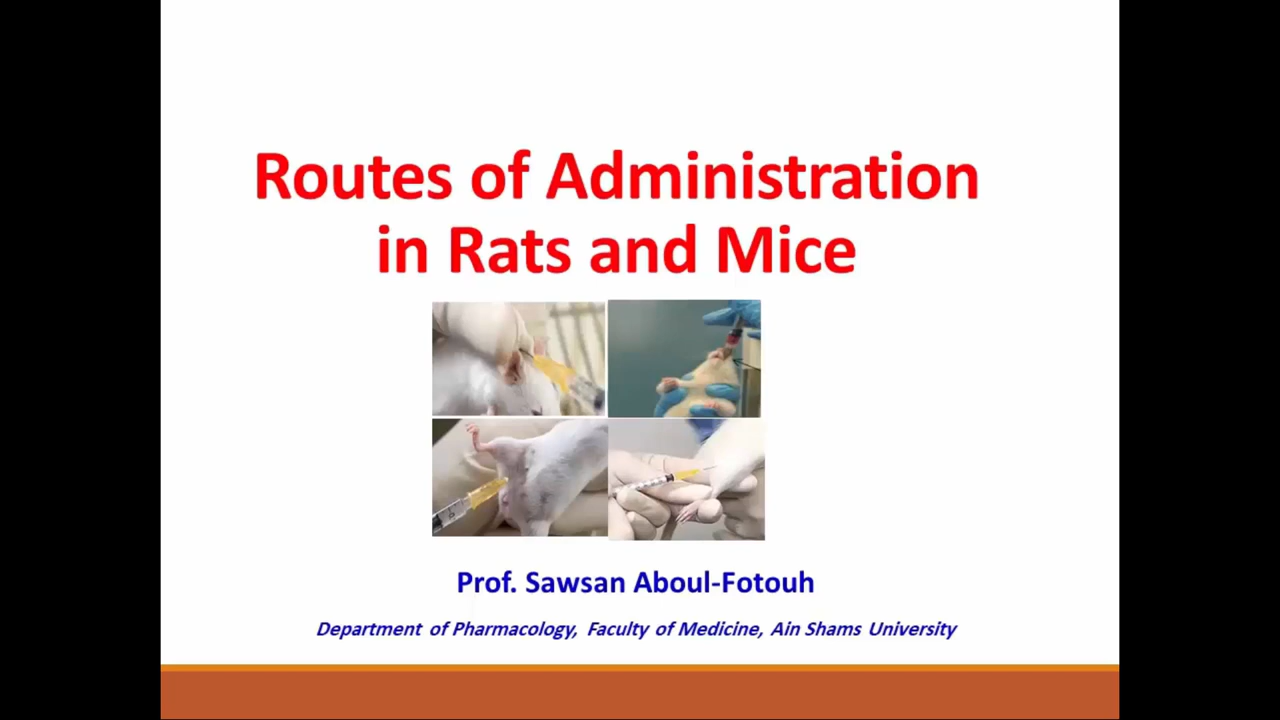 Routes of Administration
in Rats and Mice
Prof. Sawsan Aboul-Fotouh
Department of Pharmacology, Faculty of Medicine, Ain Shams University